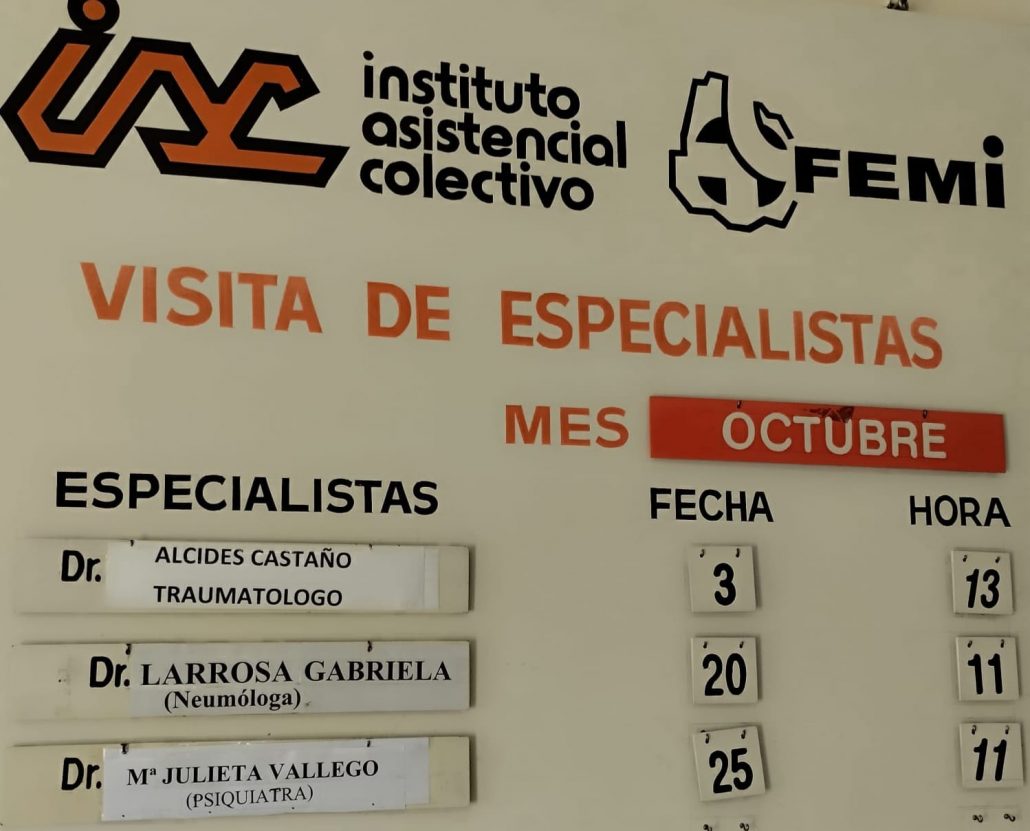 iac
instituto
asistencial
colectivo
FEMI
VISITA DE ESPECIALISTAS
MES OCTUBRE
ESPECIALISTAS FECHA HORA
Dr. ALCIDES CASTAÑO
TRAUMATOLOGO 3 13
Dr. LARROSA GABRIELA
(Neumóloga) 20 11
Dr. Mª JULIETA VALLEGO
(PSIQUIATRA) 25 11